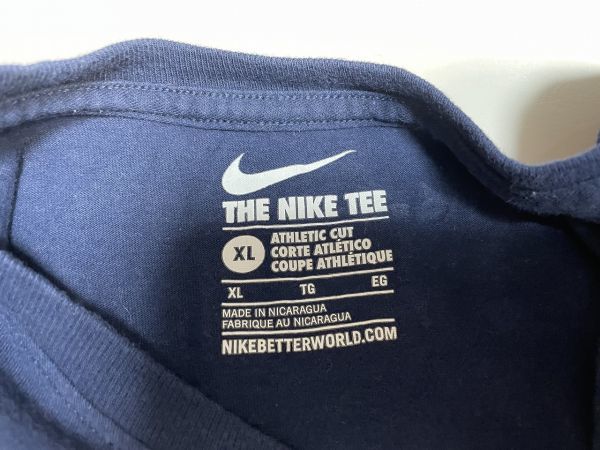 THE NIKE TEE
XL
ATHLETIC CUT
CORTE ATLÉTICO
COUPE ATHLÉTIQUE
XL TG EG
MADE IN NICARAGUA
FABRIQUE AU NICARAGUA
NIKEBETTERWORLD.COM